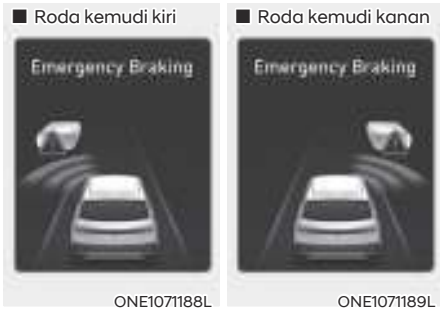 ■ Roda kemudi kiri
Emergency Braking
ONE1071188L
■ Roda kemudi kanan
Emergency Braking
ONE1071189L